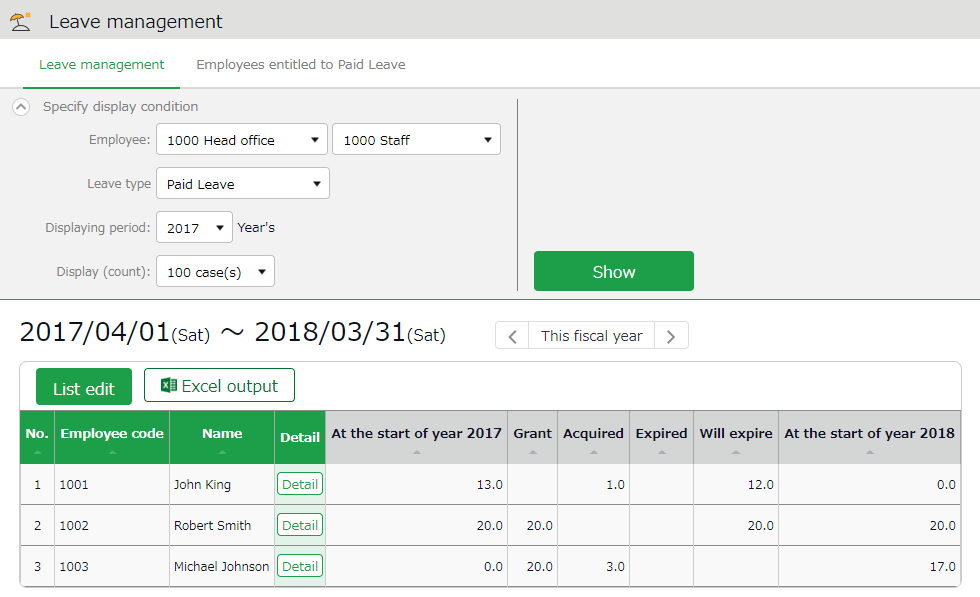 Leave management
Leave management Employees entitled to Paid Leave
Specify display condition
Employee: 1000 Head office 1000 Staff
Leave type Paid Leave
Displaying period: 2017 Year's
Display (count): 100 case(s)
Show
2017/04/01(Sat) ～ 2018/03/31(Sat) This fiscal year
List edit Excel output
No. Employee code Name Detail At the start of year 2017 Grant Acquired Expired Will expire At the start of year 2018
1 1001 John King Detail 13.0 1.0 12.0 0.0
2 1002 Robert Smith Detail 20.0 20.0 20.0 20.0
3 1003 Michael Johnson Detail 0.0 20.0 3.0 17.0